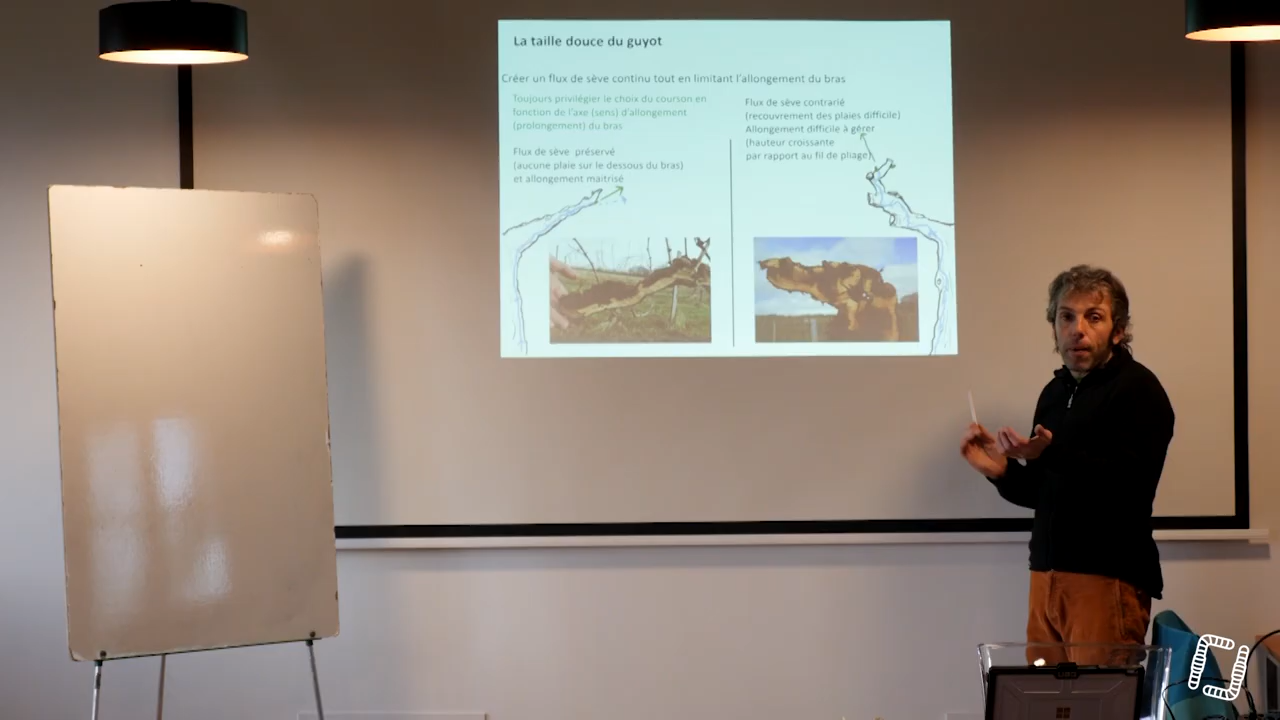 La taille douce du guyot
Créer un flux de sève continu tout en limitant l'allongement du bras
Toujours privilégier le choix du courson en
fonction de l'axe (sens) d'allongement
(prolongement) du bras
Flux de sève préservé
(aucune plaie sur le dessous du bras)
et allongement maitrisé
Flux de sève contrarié
(recouvrement des plaies difficile)
Allongement difficile à gérer
(hauteur croissante
par rapport au fil de pliage)